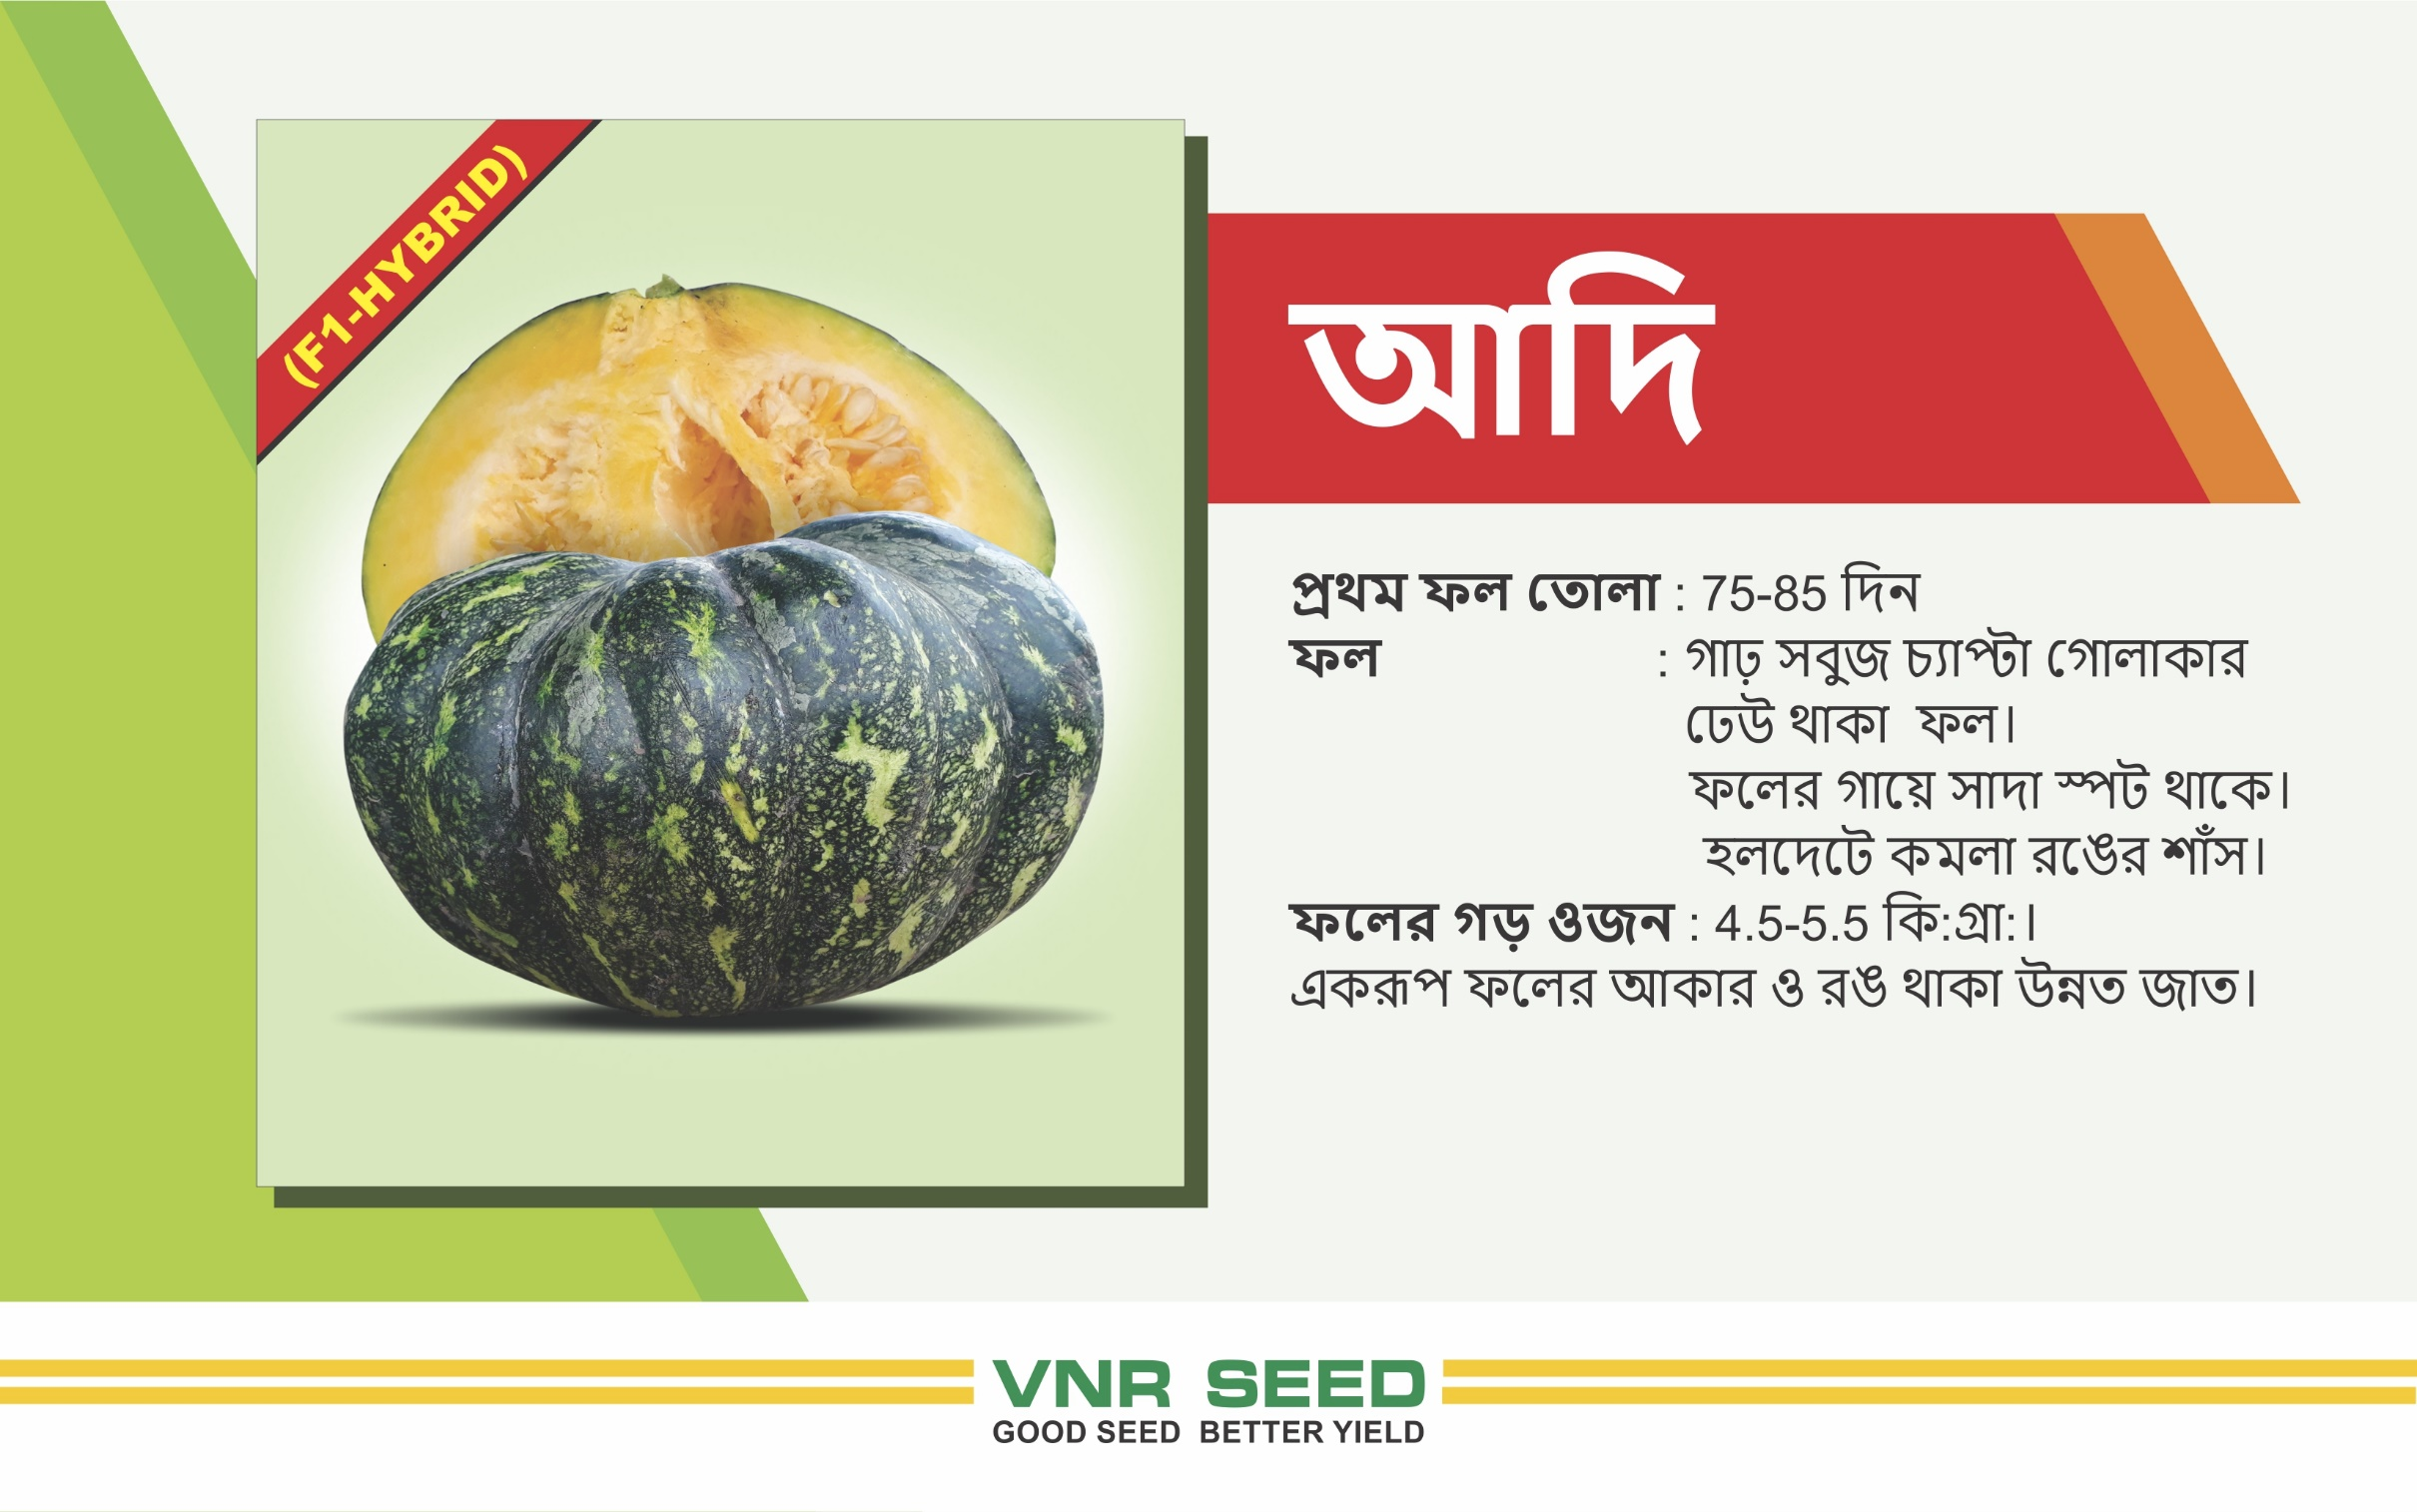 (F1-HYBRID)
আদি
প্রথম ফল তোলা : 75-85 দিন
ফল : গাঢ় সবুজ চ্যাপ্টা গোলাকার
ঢেউ থাকা ফল।
ফলের গায়ে সাদা স্পট থাকে।
হলদেটে কমলা রঙের শাঁস।
ফলের গড় ওজন : 4.5-5.5 কি:গ্রা:।
একরূপ ফলের আকার ও রঙ থাকা উন্নত জাত।
VNR SEED
GOOD SEED BETTER YIELD